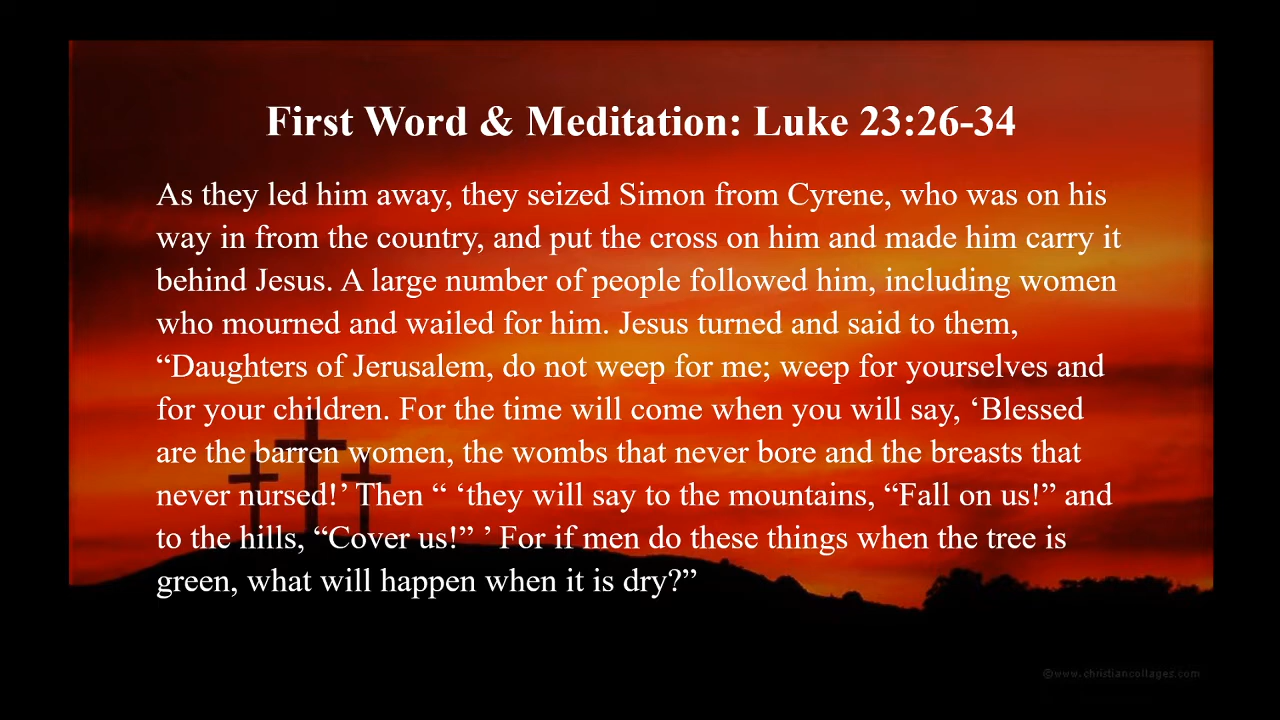 First Word & Meditation: Luke 23:26-34
As they led him away, they seized Simon from Cyrene, who was on his
way in from the country, and put the cross on him and made him carry it
behind Jesus. A large number of people followed him, including women
who mourned and wailed for him. Jesus turned and said to them,
“Daughters of Jerusalem, do not weep for me; weep for yourselves and
for your children. For the time will come when you will say, ‘Blessed
are the barren women, the wombs that never bore and the breasts that
never nursed!’ Then “ ‘they will say to the mountains, “Fall on us!” and
to the hills, “Cover us!” ’ For if men do these things when the tree is
green, what will happen when it is dry?”
©www.christiancollages.com